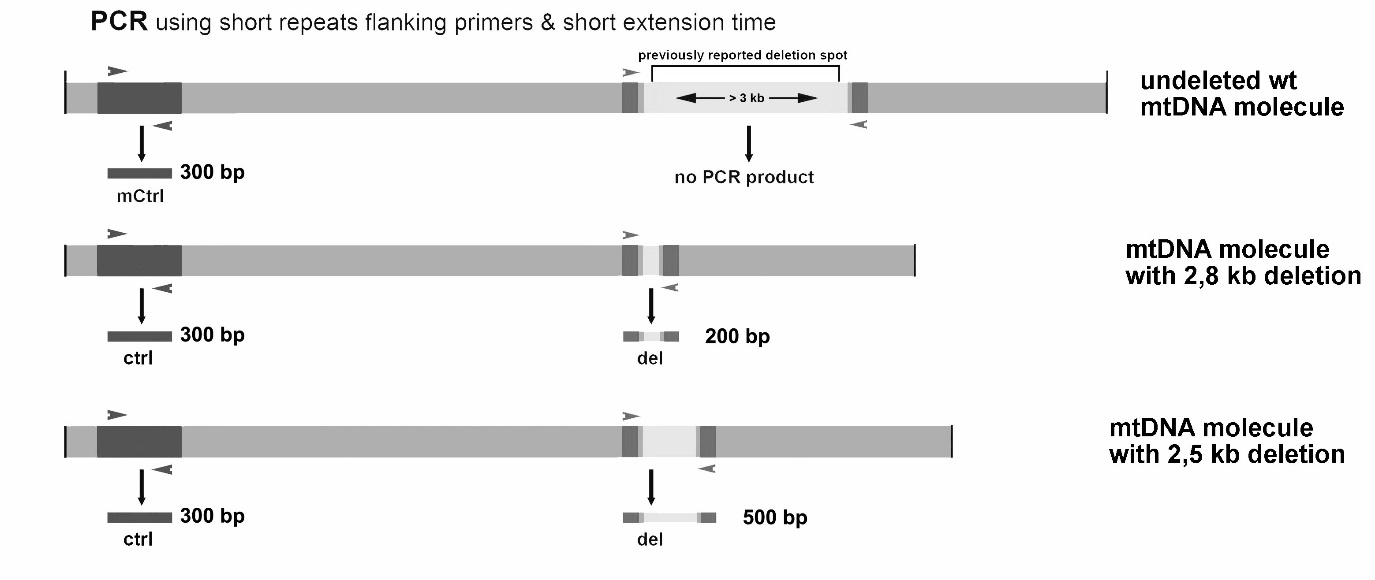 PCR using short repeats flanking primers & short extension time
previously reported deletion spot
> 3 kb
undeleted wt
mtDNA molecule
300 bp
mCtrl
no PCR product
mtDNA molecule
with 2,8 kb deletion
300 bp
ctrl
200 bp
del
mtDNA molecule
with 2,5 kb deletion
300 bp
ctrl
500 bp
del